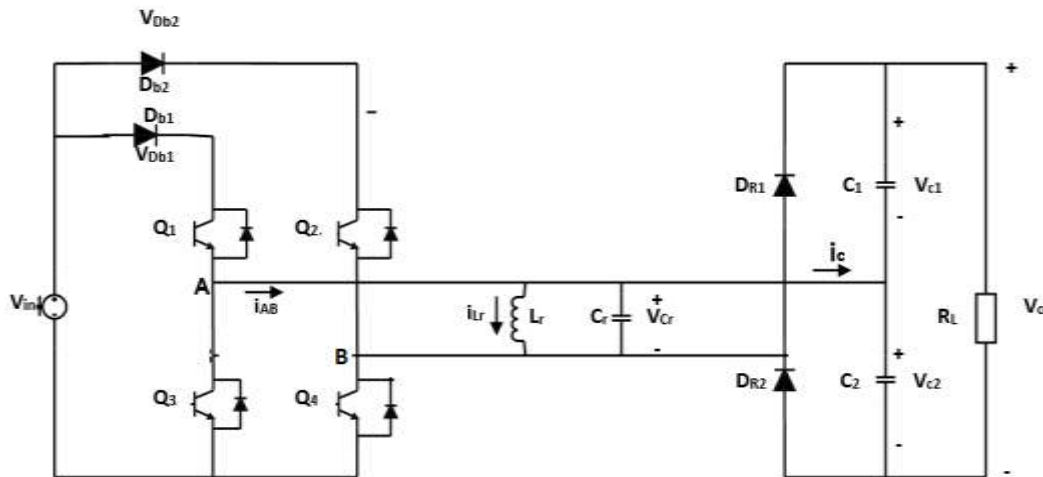 VDb2
+
Db2
Db1
VDb1
–
+
DR1
C1
Vc1
-
Q1
Q2.
ic
A
iAB
Vin
iLr
Lr
Cr
+
VCr
-
RL
Vo
B
DR2
+
C2
Vc2
-
Q3
Q4
-